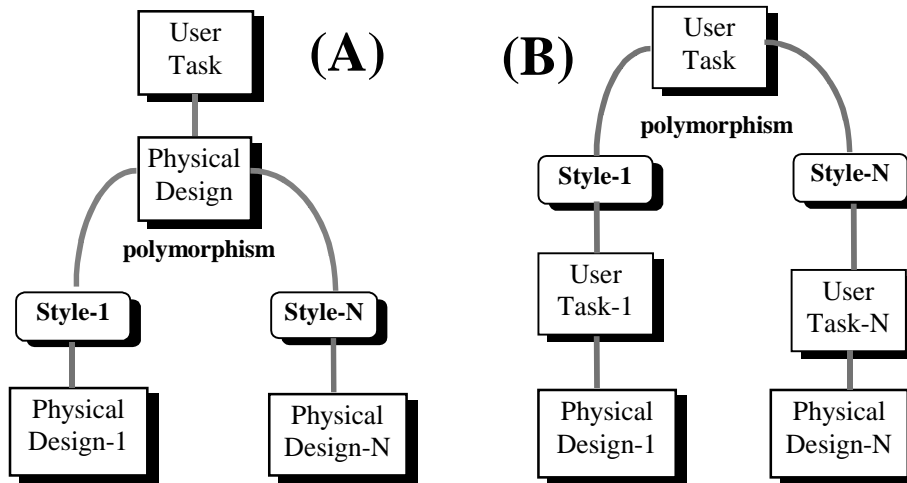 User
Task
(A)
Physical
Design
polymorphism
Style-1
Style-N
Physical
Design-1
Physical
Design-N
(B)
User
Task
polymorphism
Style-1
Style-N
User
Task-1
User
Task-N
Physical
Design-1
Physical
Design-N